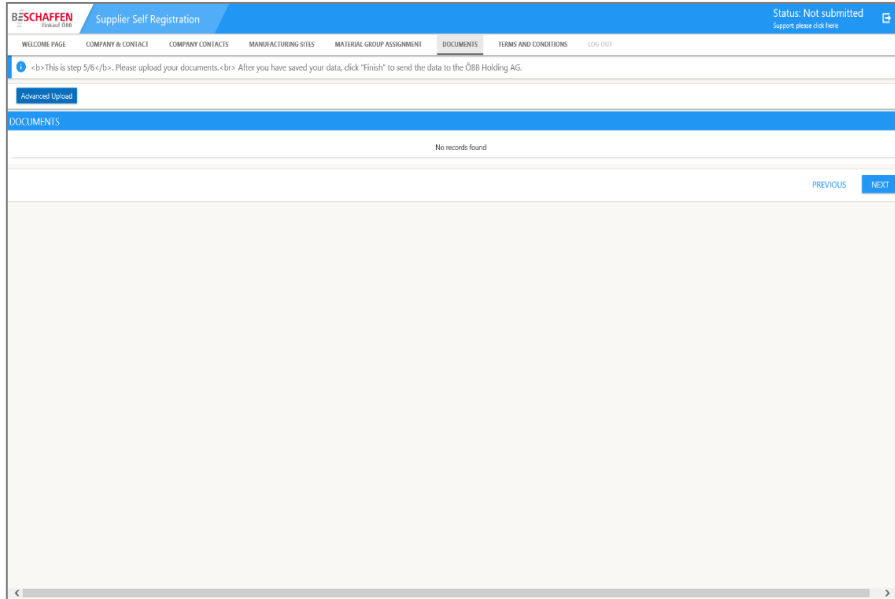 BESCHAFFEN
Einkauf ÖBB
Supplier Self Registration
Status: Not submitted
Support please click here
WELCOME PAGE
COMPANY & CONTACT
COMPANY CONTACTS
MANUFACTURING SITES
MATERIAL GROUP ASSIGNMENT
DOCUMENTS
TERMS AND CONDITIONS
LOG OUT
<b>This is step 5/6</b>. Please upload your documents.<br> After you have saved your data, click "Finish" to send the data to the ÖBB Holding AG.
Advanced Upload
DOCUMENTS
No records found
PREVIOUS
NEXT